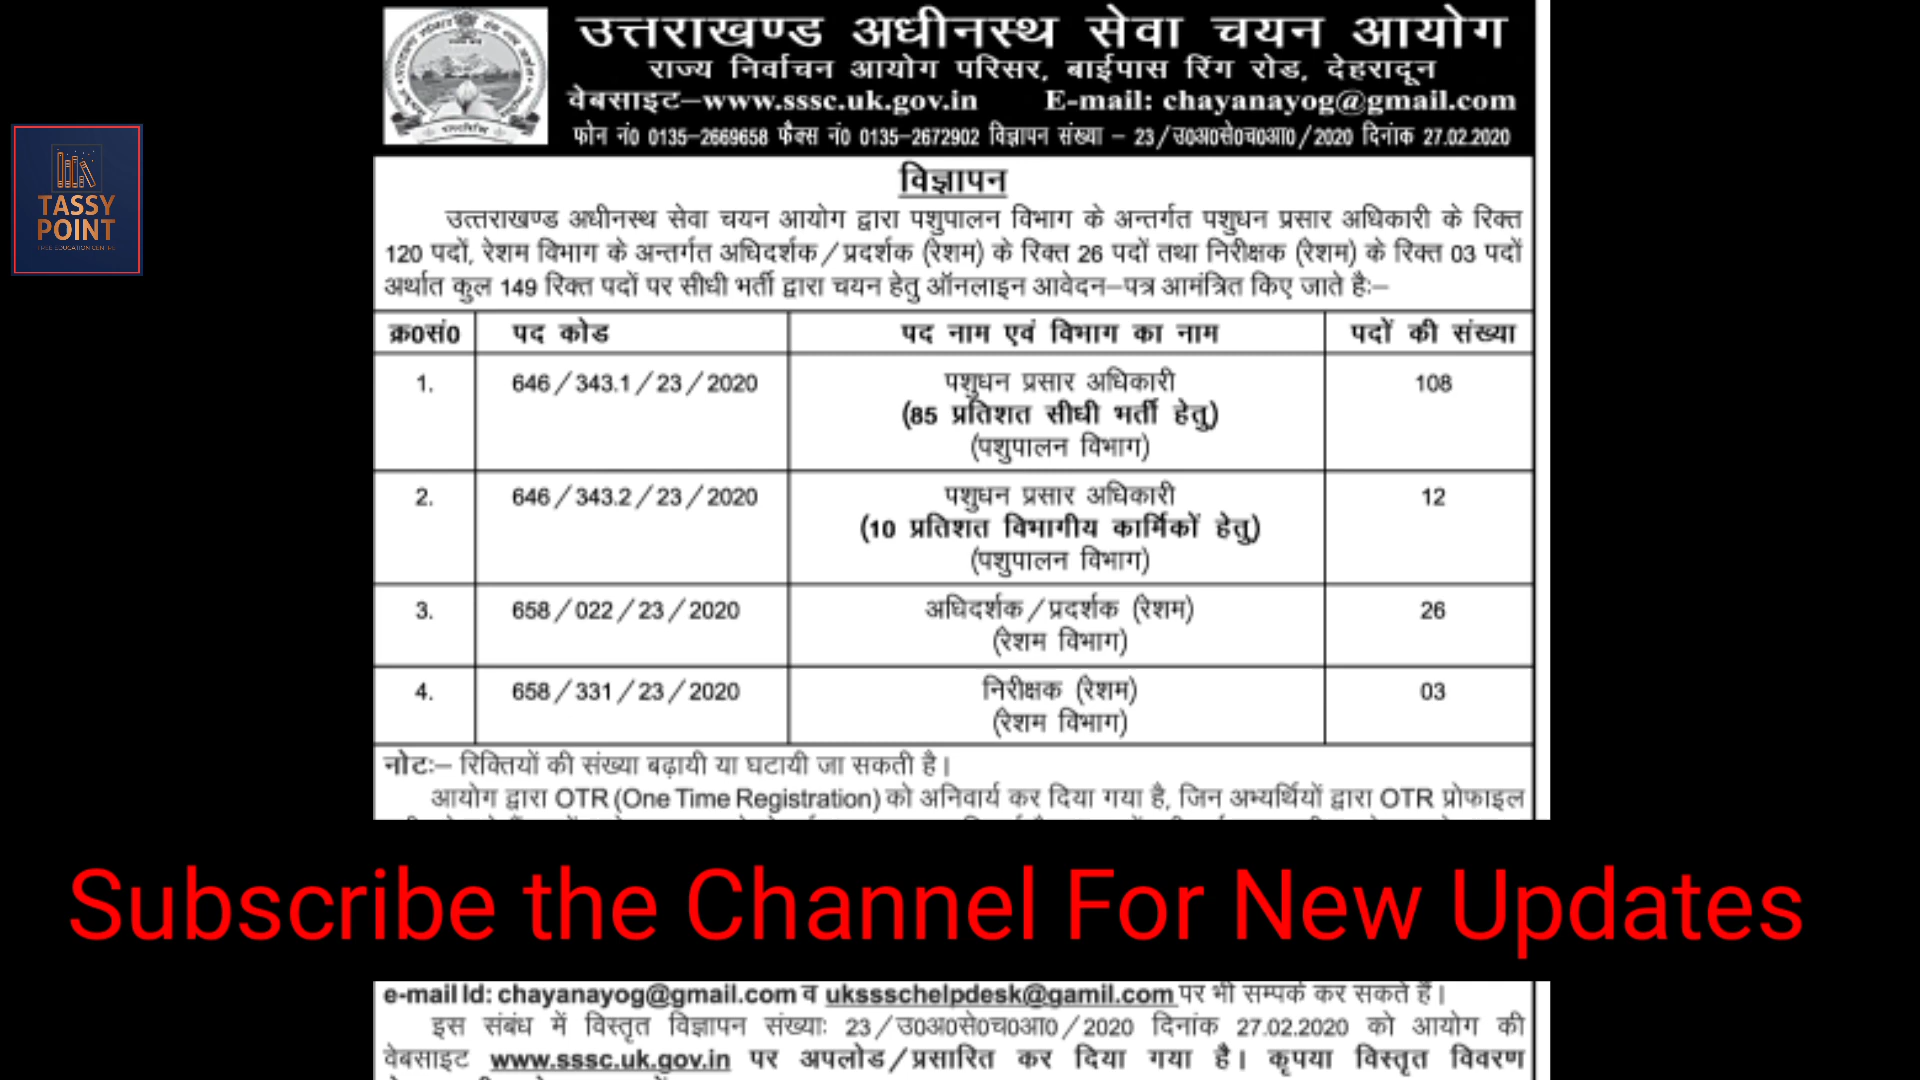 उत्तराखण्ड अधीनस्थ सेवा चयन आयोग
राज्य निर्वाचन आयोग परिसर, बाईपास रिंग रोड, देहरादून
वेबसाइट–www.sssc.uk.gov.in E-mail: chayanayog@gmail.com
फोन नं0 0135–2669658 फैक्स नं0 0135–2672902 विज्ञापन संख्या – 23/उ0अ0से0च0आ0/2020 दिनांक 27.02.2020
TASSY
POINT
FREE EDUCATION CENTRE
विज्ञापन
उत्तराखण्ड अधीनस्थ सेवा चयन आयोग द्वारा पशुपालन विभाग के अन्तर्गत पशुधन प्रसार अधिकारी के रिक्त
120 पदों, रेशम विभाग के अन्तर्गत अधिदर्शक/प्रदर्शक (रेशम) के रिक्त 26 पदों तथा निरीक्षक (रेशम) के रिक्त 03 पदों
अर्थात कुल 149 रिक्त पदों पर सीधी भर्ती द्वारा चयन हेतु ऑनलाइन आवेदन–पत्र आमंत्रित किए जाते हैः–
क्र0सं0 पद कोड पद नाम एवं विभाग का नाम पदों की संख्या
1. 646/343.1/23/2020 पशुधन प्रसार अधिकारी 108
(85 प्रतिशत सीधी भर्ती हेतु)
(पशुपालन विभाग)
2. 646/343.2/23/2020 पशुधन प्रसार अधिकारी 12
(10 प्रतिशत विभागीय कार्मिकों हेतु)
(पशुपालन विभाग)
3. 658/022/23/2020 अधिदर्शक/प्रदर्शक (रेशम) 26
(रेशम विभाग)
4. 658/331/23/2020 निरीक्षक (रेशम) 03
(रेशम विभाग)
नोटः– रिक्तियों की संख्या बढ़ायी या घटायी जा सकती है।
आयोग द्वारा OTR (One Time Registration) को अनिवार्य कर दिया गया है, जिन अभ्यर्थियों द्वारा OTR प्रोफाइल
Subscribe the Channel For New Updates
e-mail Id: chayanayog@gmail.com व ukssschelpdesk@gamil.com पर भी सम्पर्क कर सकते हैं।
इस संबंध में विस्तृत विज्ञापन संख्याः 23/उ0अ0से0च0आ0/2020 दिनांक 27.02.2020 को आयोग की
वेबसाइट www.sssc.uk.gov.in पर अपलोड/प्रसारित कर दिया गया है। कृपया विस्तृत विवरण